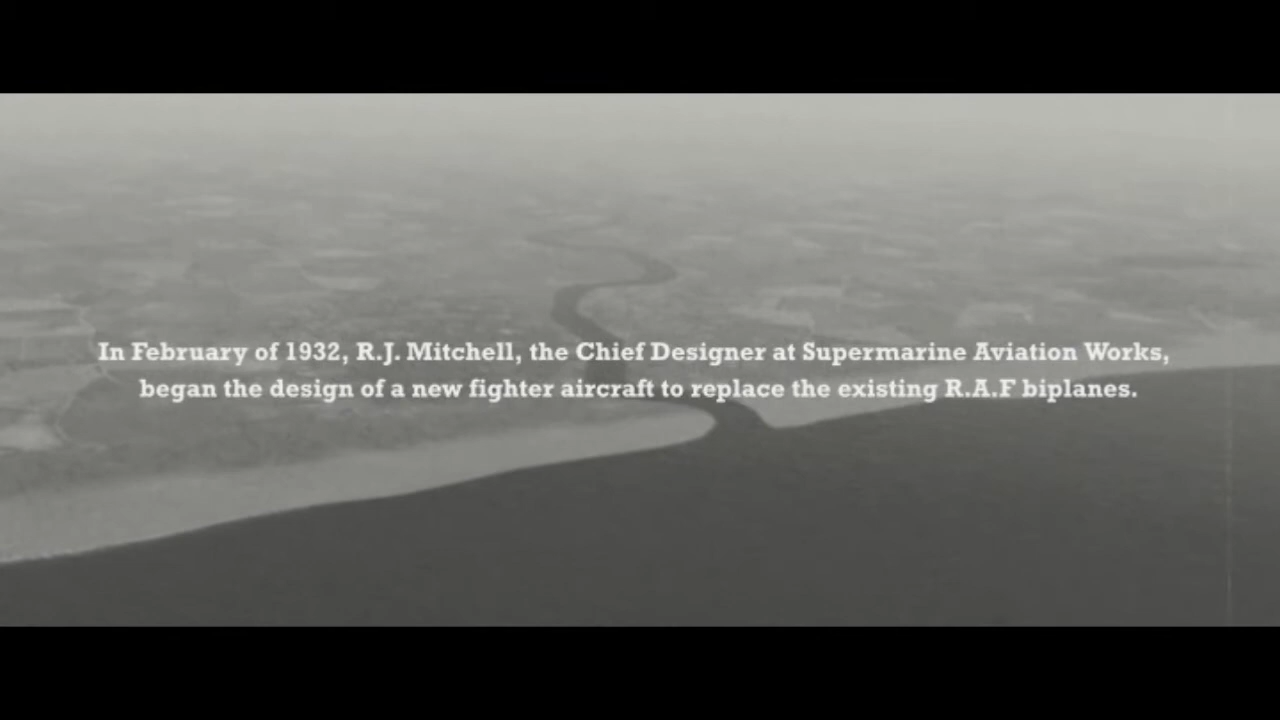 In February of 1932, R.J. Mitchell, the Chief Designer at Supermarine Aviation Works,
began the design of a new fighter aircraft to replace the existing R.A.F biplanes.